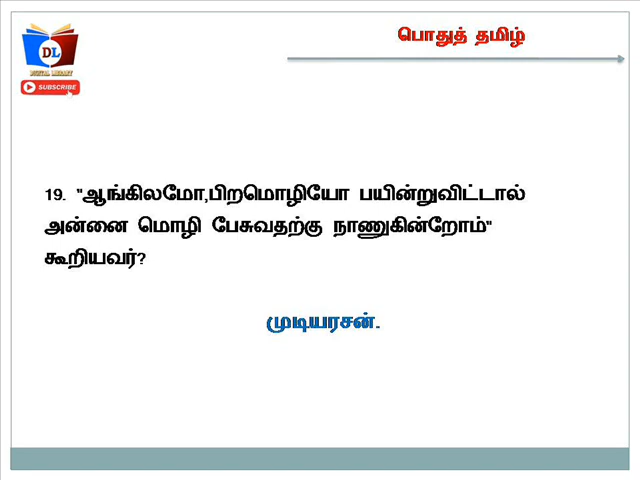 DL
DIGITAL LIBRARY
SUBSCRIBE
பொதுத் தமிழ்
19. "ஆங்கிலமோ,பிறமொழியோ பயின்றுவிட்டால்
அன்னை மொழி பேசுவதற்கு நாணுகின்றோம்"
கூறியவர்?
முடியரசன்.